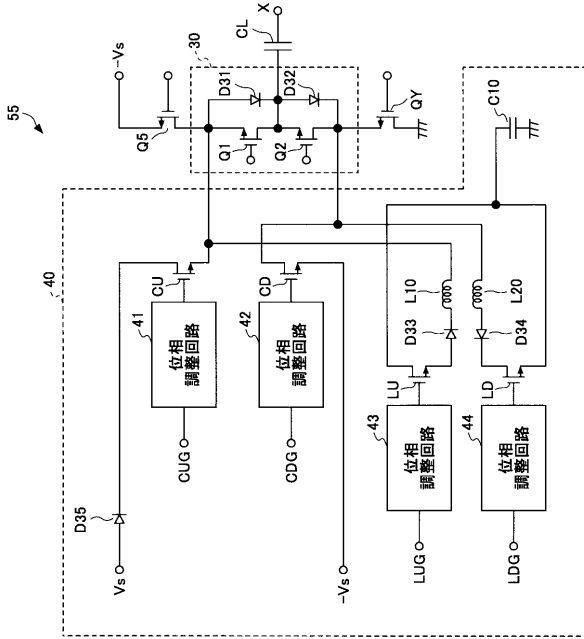 55
40
-Vs
X
Q5
30
D31
CL
Q1
Q2
D32
QY
C10
D35
Vs
CUG
41
位相
調整回路
CU
CDG
42
位相
調整回路
CD
-Vs
LUG
43
位相
調整回路
LU
D33
L10
LDG
44
位相
調整回路
LD
D34
L20